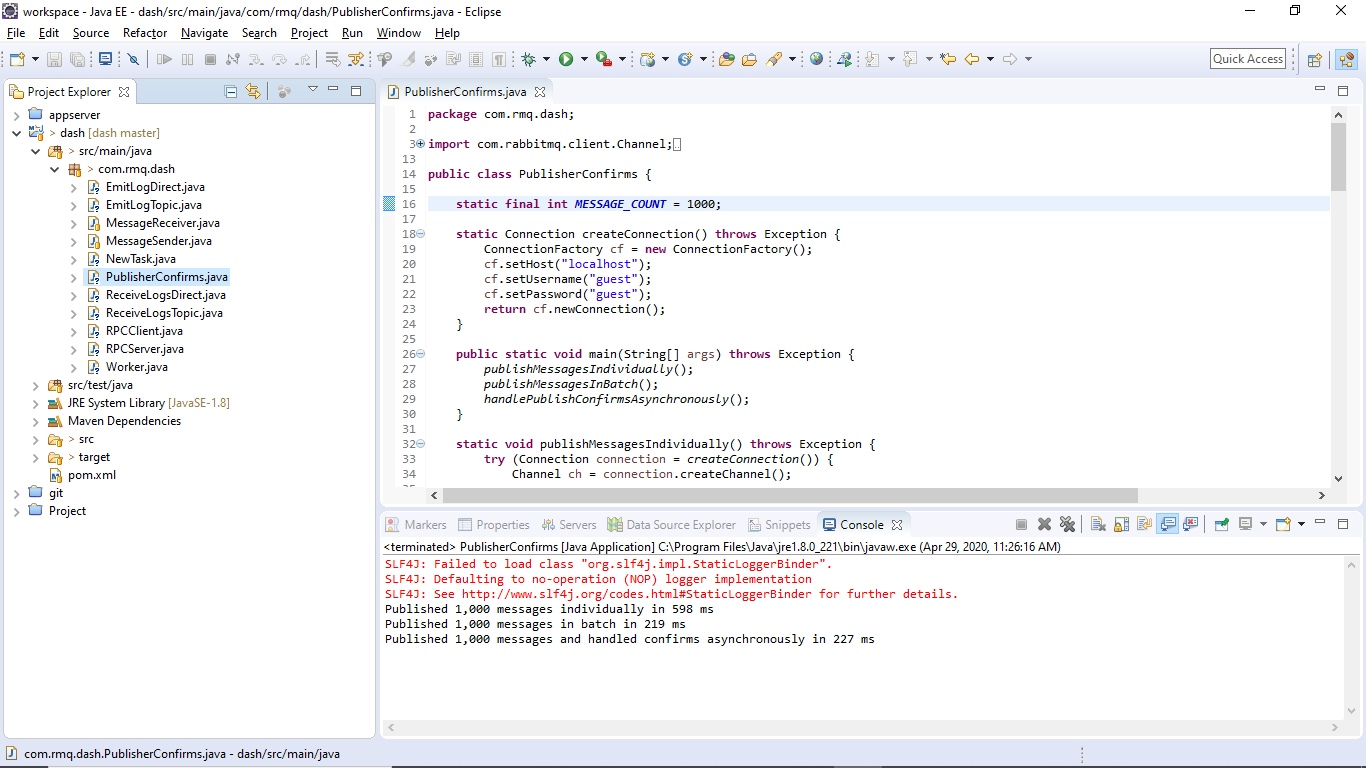 workspace - Java EE - dash/src/main/java/com/rmq/dash/PublisherConfirms.java - Eclipse
File Edit Source Refactor Navigate Search Project Run Window Help
Quick Access
Project Explorer
appserver
> dash [dash master]
> src/main/java
> com.rmq.dash
EmitLogDirect.java
EmitLogTopic.java
MessageReceiver.java
MessageSender.java
NewTask.java
PublisherConfirms.java
ReceiveLogsDirect.java
ReceiveLogsTopic.java
RPCClient.java
RPCServer.java
Worker.java
src/test/java
JRE System Library [JavaSE-1.8]
Maven Dependencies
> src
> target
pom.xml
git
Project
PublisherConfirms.java
1 package com.rmq.dash;
2
3 import com.rabbitmq.client.Channel;
13
14 public class PublisherConfirms {
15
16 static final int MESSAGE_COUNT = 1000;
17
18 static Connection createConnection() throws Exception {
19 ConnectionFactory cf = new ConnectionFactory();
20 cf.setHost("localhost");
21 cf.setUsername("guest");
22 cf.setPassword("guest");
23 return cf.newConnection();
24 }
25
26 public static void main(String[] args) throws Exception {
27 publishMessagesIndividually();
28 publishMessagesInBatch();
29 handlePublishConfirmsAsynchronously();
30 }
31
32 static void publishMessagesIndividually() throws Exception {
33 try (Connection connection = createConnection()) {
34 Channel ch = connection.createChannel();
Markers Properties Servers Data Source Explorer Snippets Console
<terminated> PublisherConfirms [Java Application] C:\Program Files\Java\jre1.8.0_221\bin\javaw.exe (Apr 29, 2020, 11:26:16 AM)
SLF4J: Failed to load class "org.slf4j.impl.StaticLoggerBinder".
SLF4J: Defaulting to no-operation (NOP) logger implementation
SLF4J: See http://www.slf4j.org/codes.html#StaticLoggerBinder for further details.
Published 1,000 messages individually in 598 ms
Published 1,000 messages in batch in 219 ms
Published 1,000 messages and handled confirms asynchronously in 227 ms
com.rmq.dash.PublisherConfirms.java - dash/src/main/java